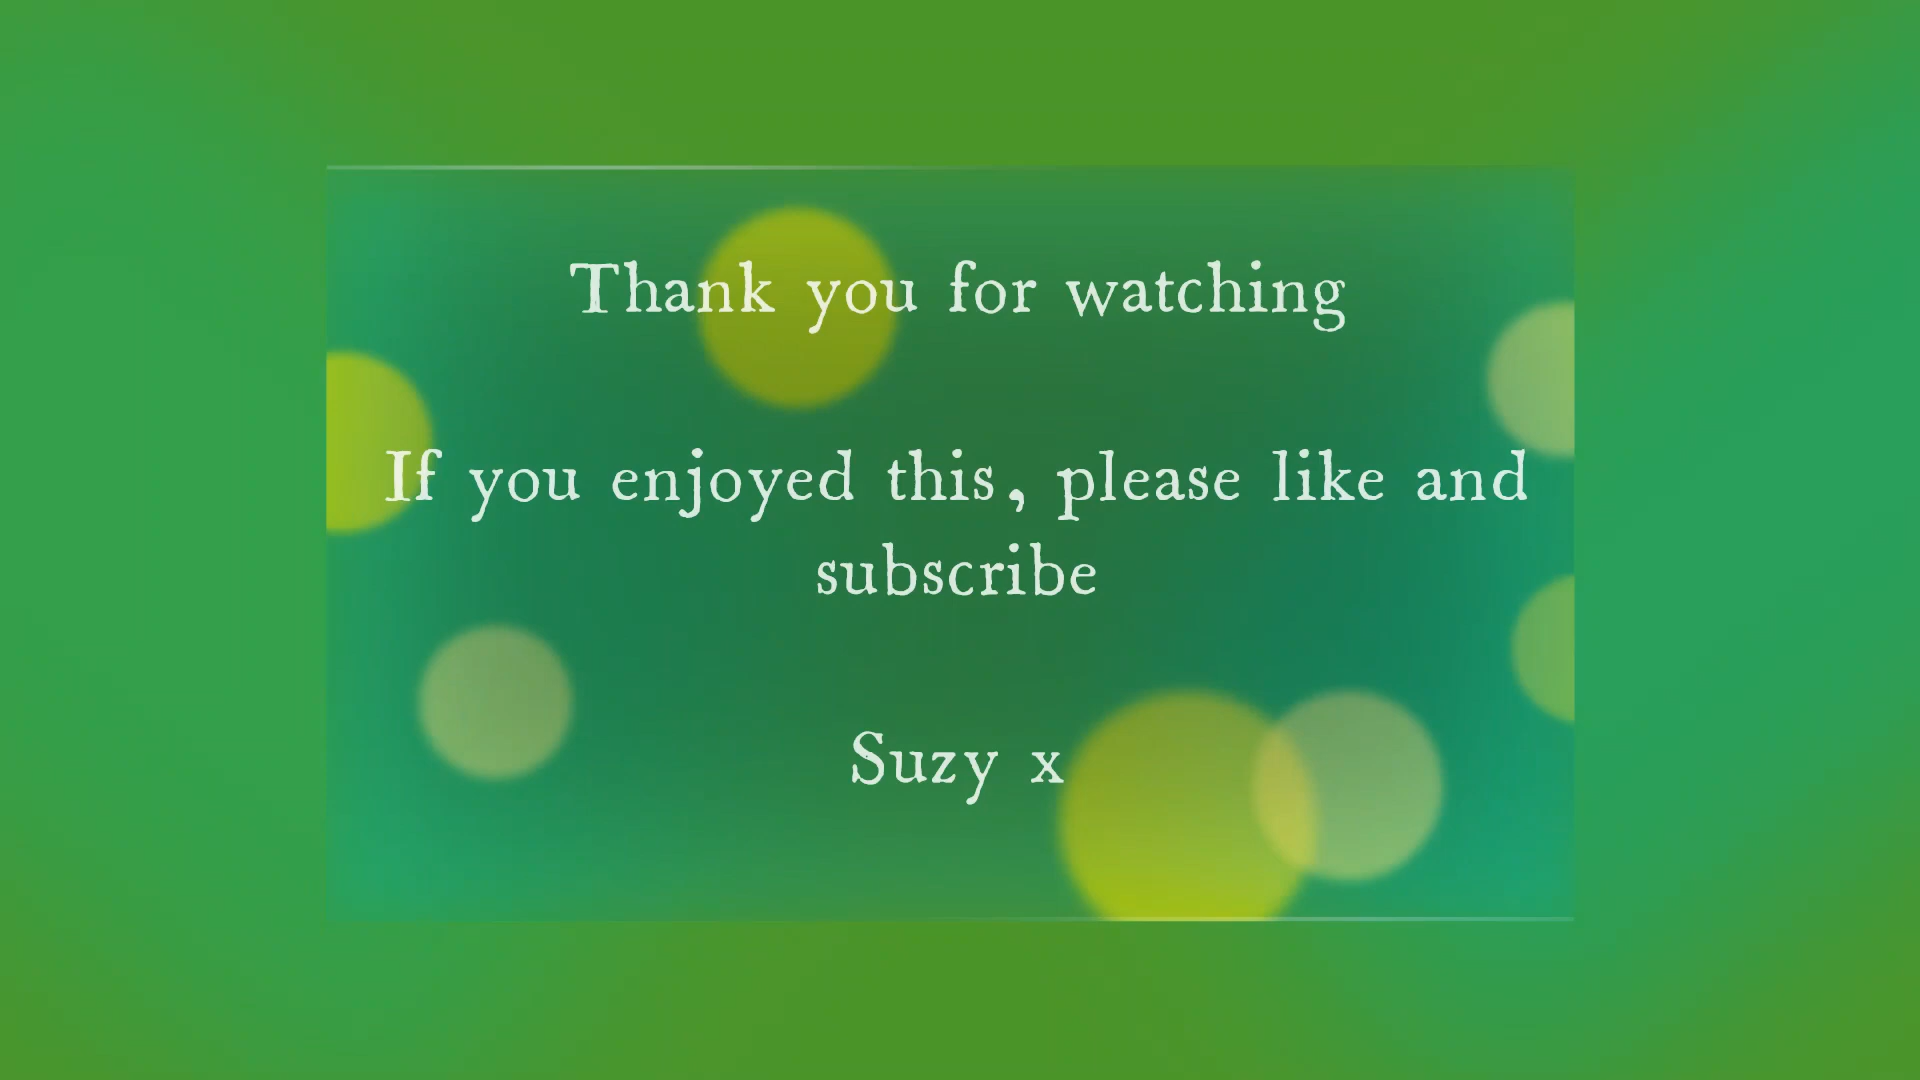 Thank you for watching
If you enjoyed this, please like and
subscribe
Suzy x